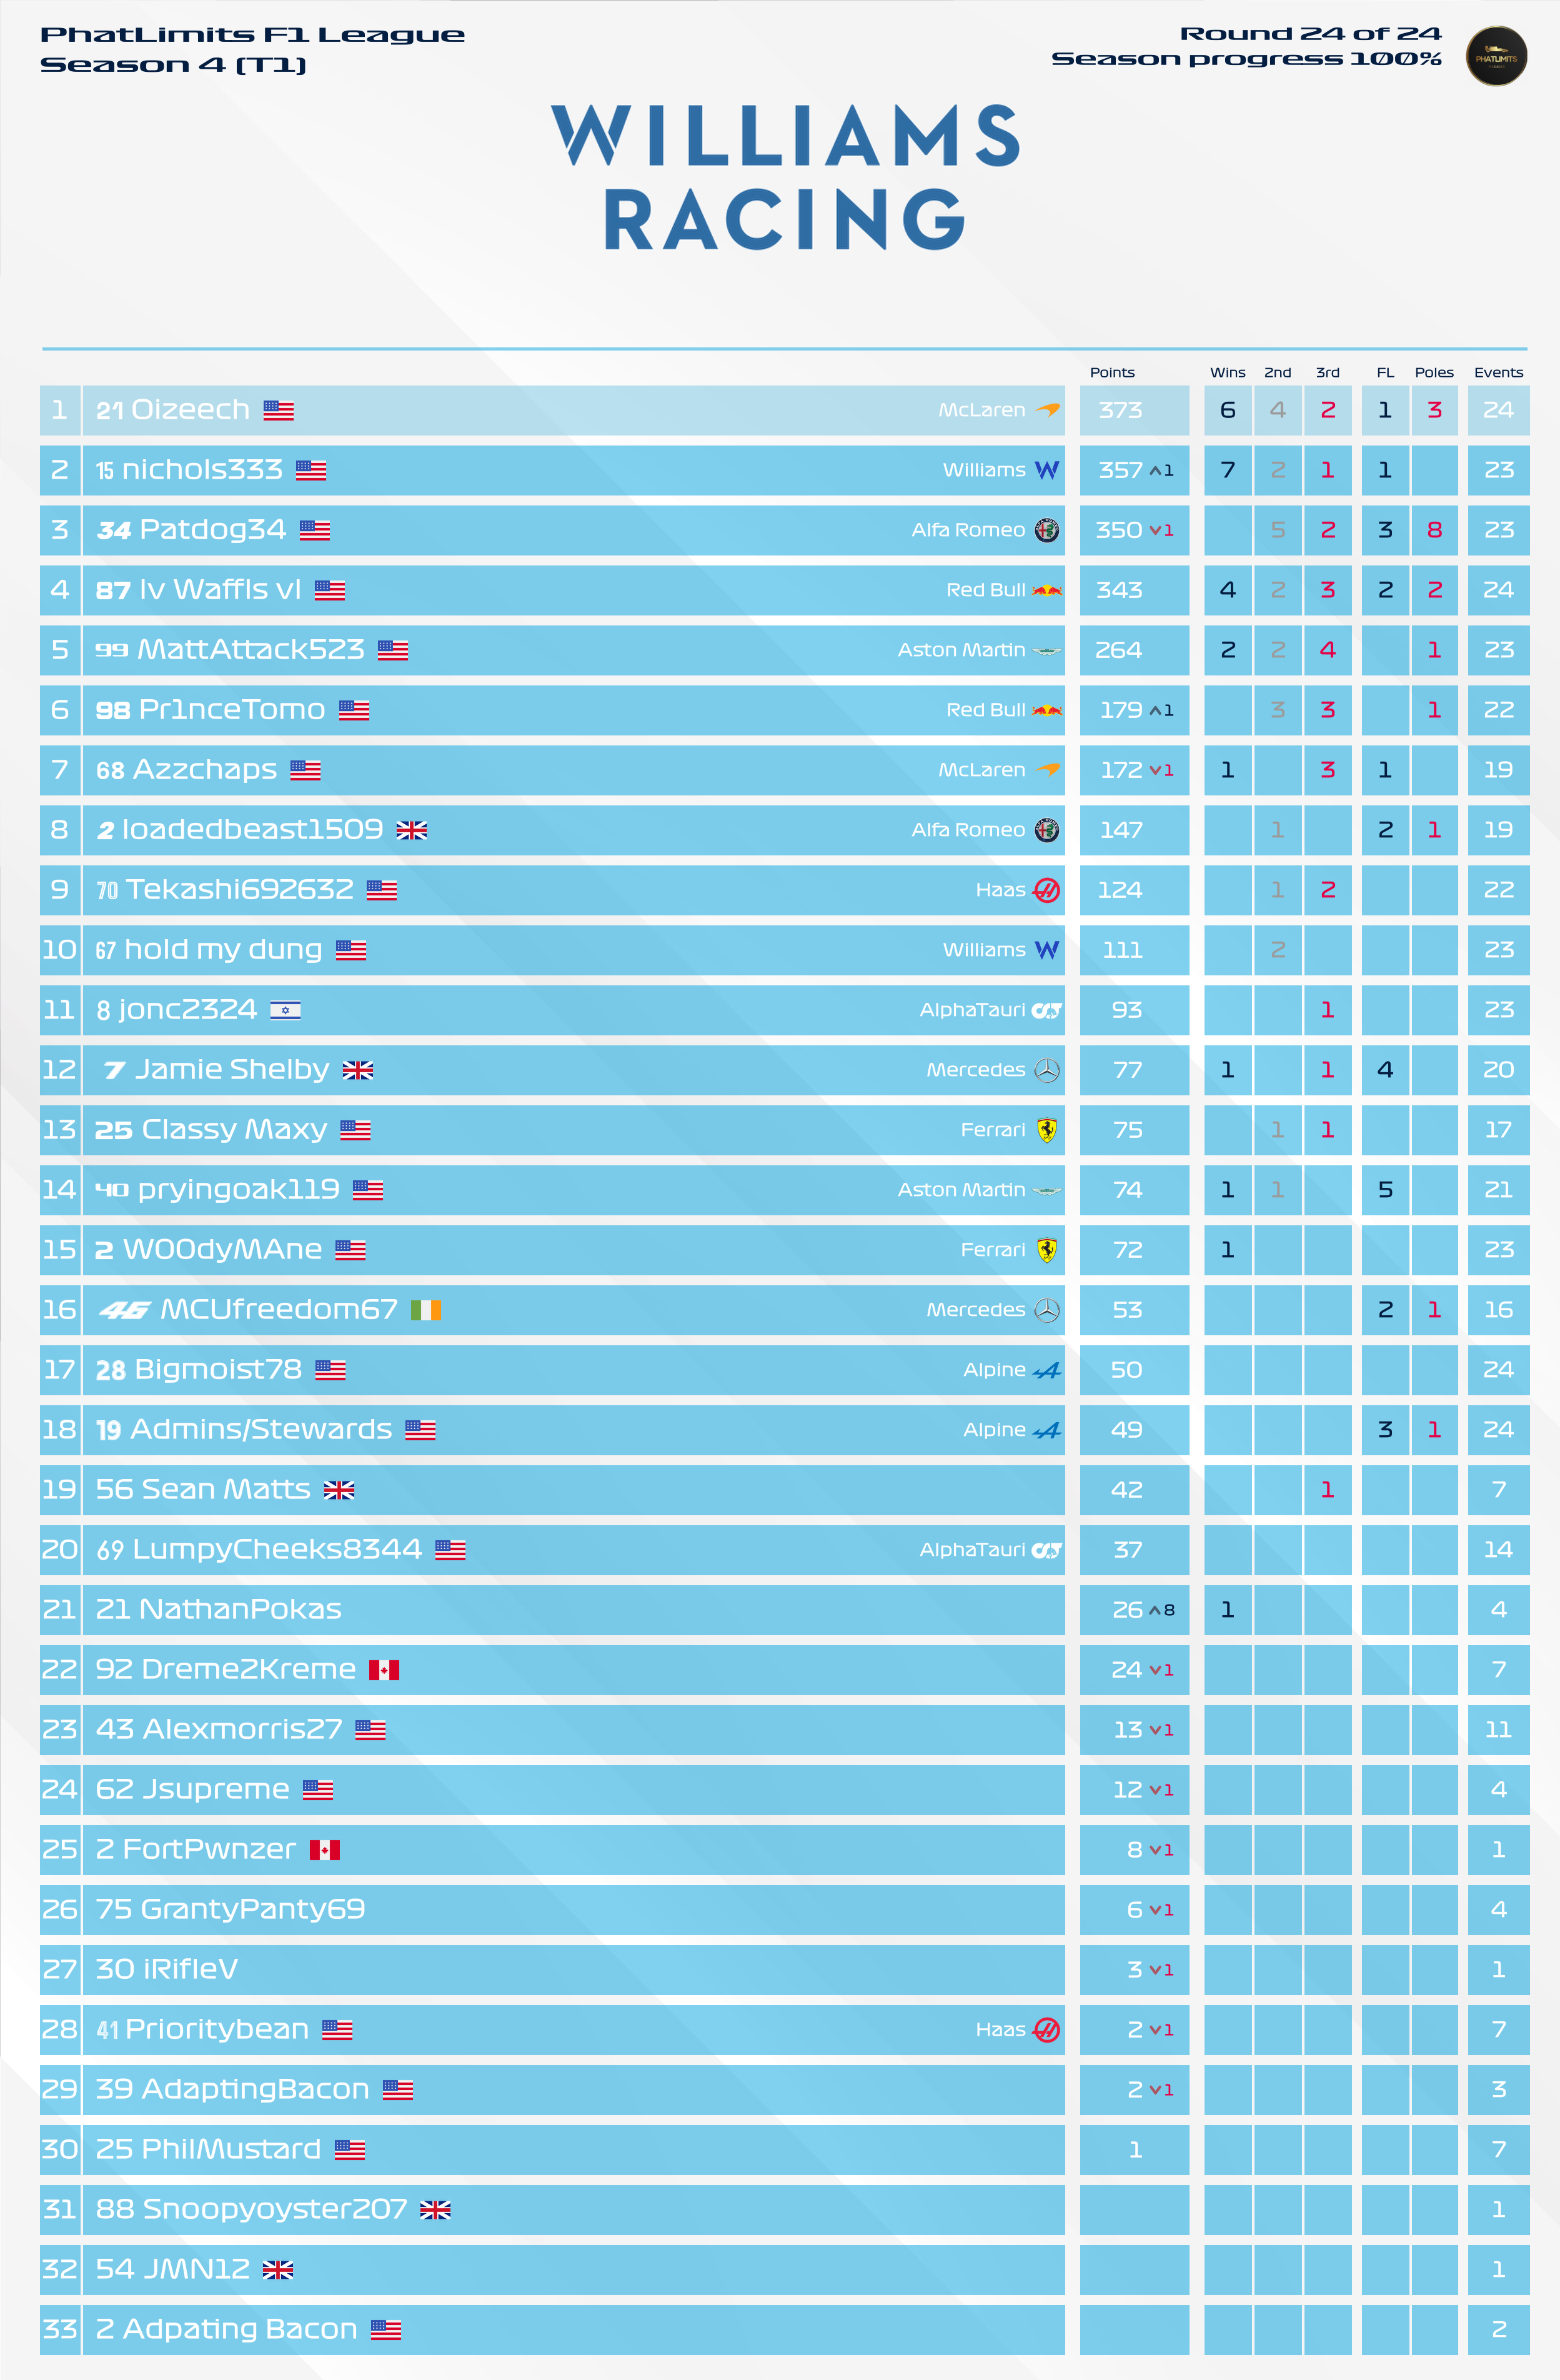 PhatLimits F1 League
Season 4 (T1)
Round 24 of 24
Season progress 100%
PHATLIMITS
WILLIAMS
RACING
Points Wins 2nd 3rd FL Poles Events
1 21 Oizeech McLaren 373 6 4 2 1 3 24
2 15 nichols333 Williams 357 1 7 2 1 1 23
3 34 Patdog34 Alfa Romeo 350 1 5 2 3 8 23
4 87 lv Waffls vl Red Bull 343 4 2 3 2 2 24
5 99 MattAttack523 Aston Martin 264 2 2 4 1 23
6 98 Pr1nceTomo Red Bull 179 1 3 3 1 22
7 68 Azzchaps McLaren 172 1 1 3 1 19
8 2 loadedbeast1509 Alfa Romeo 147 1 2 1 19
9 70 Tekashi692632 Haas 124 1 2 22
10 67 hold my dung Williams 111 2 23
11 8 jonc2324 AlphaTauri 93 1 23
12 7 Jamie Shelby Mercedes 77 1 1 4 20
13 25 Classy Maxy Ferrari 75 1 1 17
14 40 pryingoak119 Aston Martin 74 1 1 5 21
15 2 W00dyMAne Ferrari 72 1 23
16 46 MCUfreedom67 Mercedes 53 2 1 16
17 28 Bigmoist78 Alpine 50 24
18 19 Admins/Stewards Alpine 49 3 1 24
19 56 Sean Matts 42 1 7
20 69 LumpyCheeks8344 AlphaTauri 37 14
21 21 NathanPokas 26 8 1 4
22 92 Dreme2Kreme 24 1 7
23 43 Alexmorris27 13 1 11
24 62 Jsupreme 12 1 4
25 2 FortPwnzer 8 1 1
26 75 GrantyPanty69 6 1 4
27 30 iRifleV 3 1 1
28 41 Prioritybean Haas 2 1 7
29 39 AdaptingBacon 2 1 3
30 25 PhilMustard 1 7
31 88 Snoopyoyster207 1
32 54 JMN12 1
33 2 Adpating Bacon 2